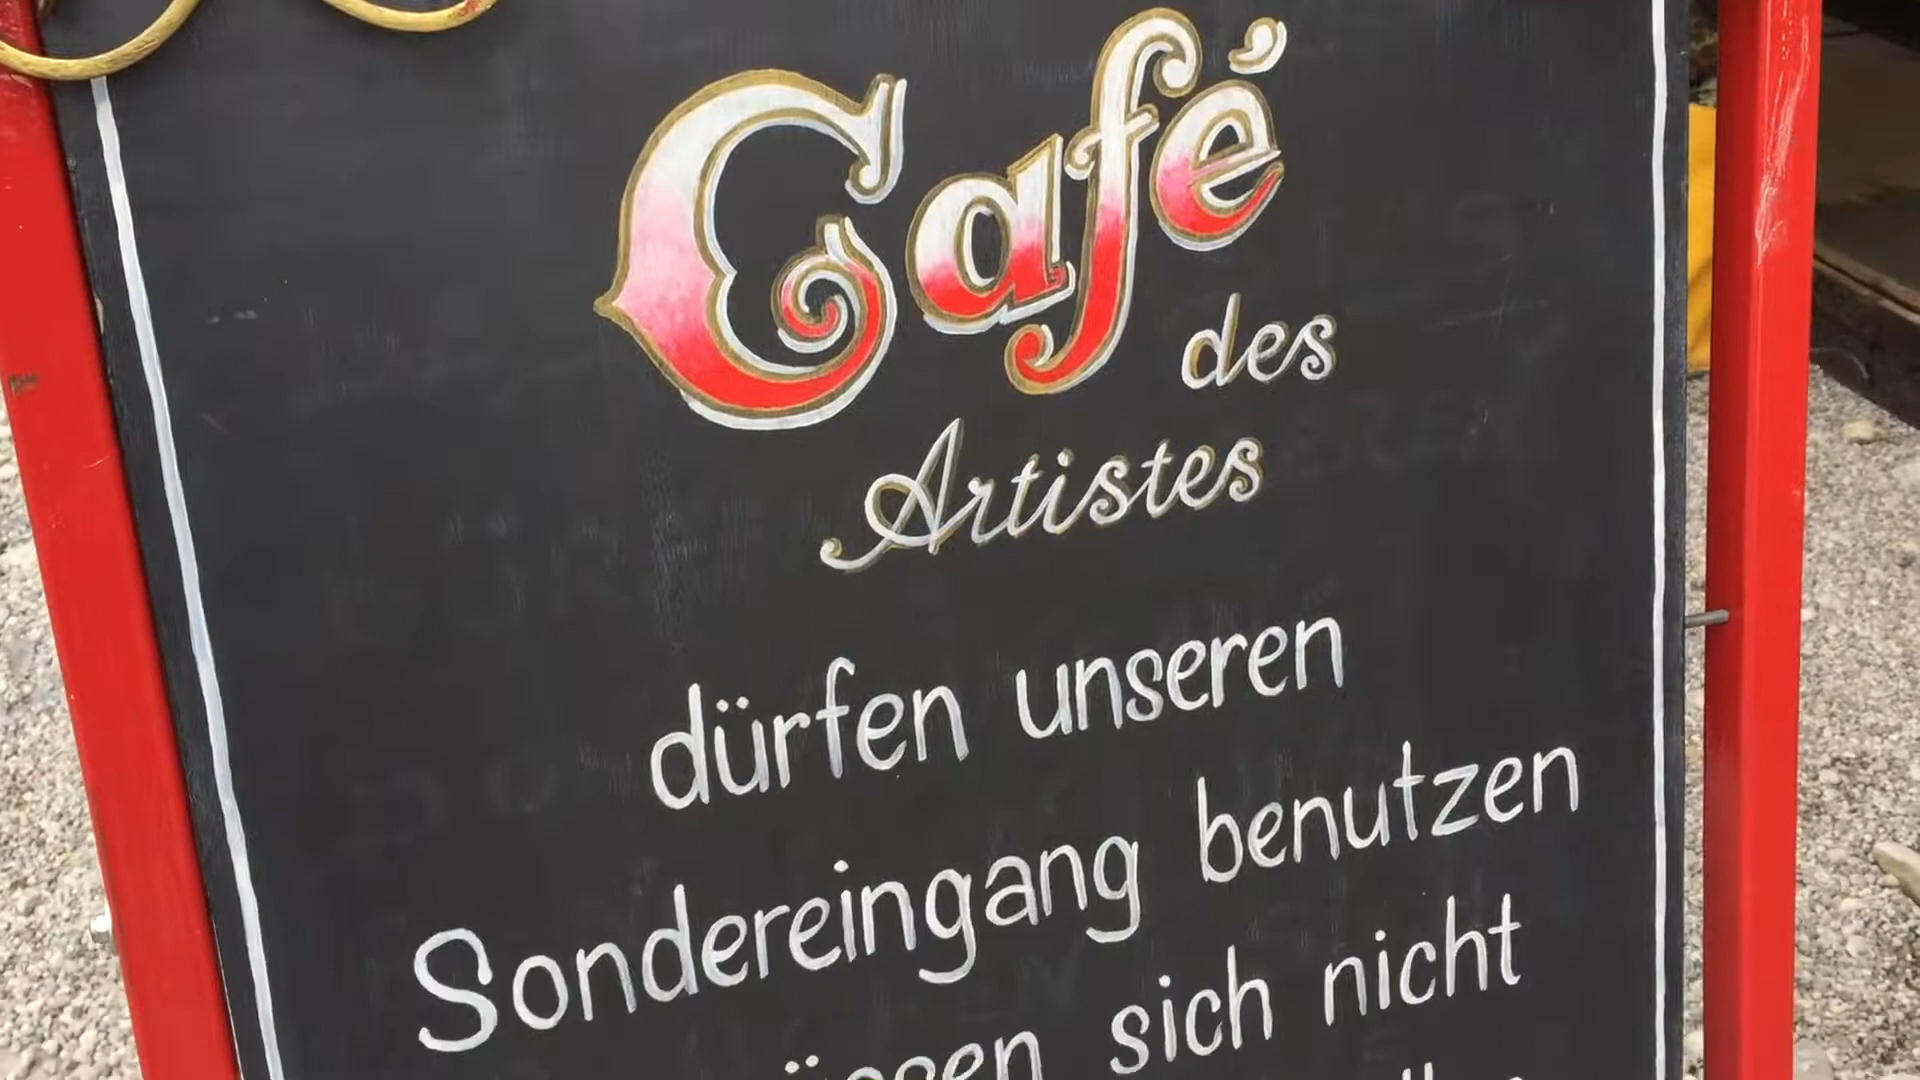 Café
des
Artistes
dürfen unseren
Sondereingang benutzen
sich nicht